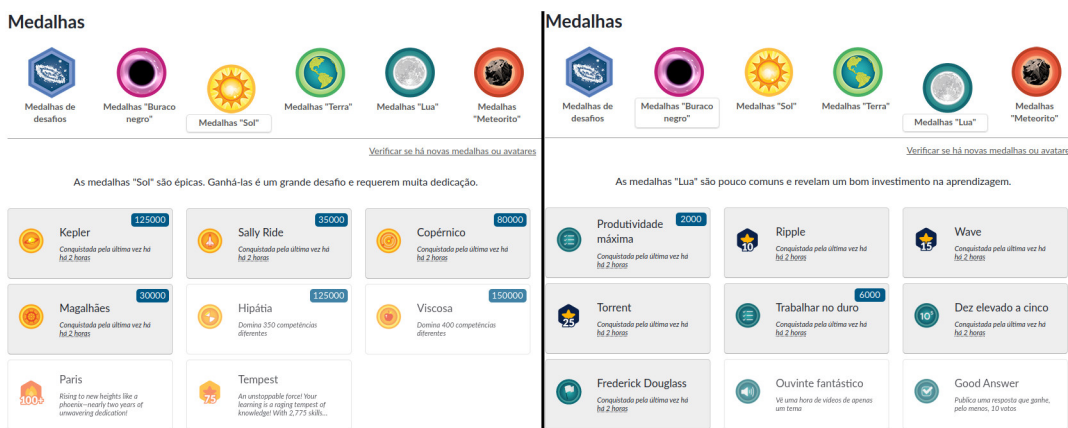 Medalhas
Medalhas de
desafios
Medalhas "Buraco
negro"
Medalhas "Sol"
Medalhas "Terra"
Medalhas "Lua"
Medalhas
"Meteorito"
Verificar se há novas medalhas ou avatares
As medalhas "Sol" são épicas. Ganhá-las é um grande desafio e requerem muita dedicação.
125000
Kepler
Conquistada pela última vez há
há 2 horas
35000
Sally Ride
Conquistada pela última vez há
há 2 horas
80000
Copérnico
Conquistada pela última vez há
há 2 horas
30000
Magalhães
Conquistada pela última vez há
há 2 horas
125000
Hipátia
Domina 350 competências
diferentes
150000
Viscosa
Domina 400 competências
diferentes
100+
Paris
Rising to new heights like a
phoenix—nearly two years of
unwavering dedication!
75
Tempest
An unstoppable force! Your
learning is a raging tempest of
knowledge! With 2,775 skills...
Medalhas
Medalhas de
desafios
Medalhas "Buraco
negro"
Medalhas "Sol"
Medalhas "Terra"
Medalhas "Lua"
Medalhas
"Meteorito"
Verificar se há novas medalhas ou avatare
As medalhas "Lua" são pouco comuns e revelam um bom investimento na aprendizagem.
2000
Produtividade
máxima
Conquistada pela última vez há
há 2 horas
10
Ripple
Conquistada pela última vez há
há 2 horas
15
Wave
Conquistada pela última vez há
há 2 horas
25
Torrent
Conquistada pela última vez há
há 2 horas
6000
Trabalhar no duro
Conquistada pela última vez há
há 2 horas
Dez elevado a cinco
Conquistada pela última vez há
há 2 horas
Frederick Douglass
Conquistada pela última vez há
há 2 horas
Ouvinte fantástico
Vê uma hora de vídeos de apenas
um tema
Good Answer
Publica uma resposta que ganhe,
pelo menos, 10 votos